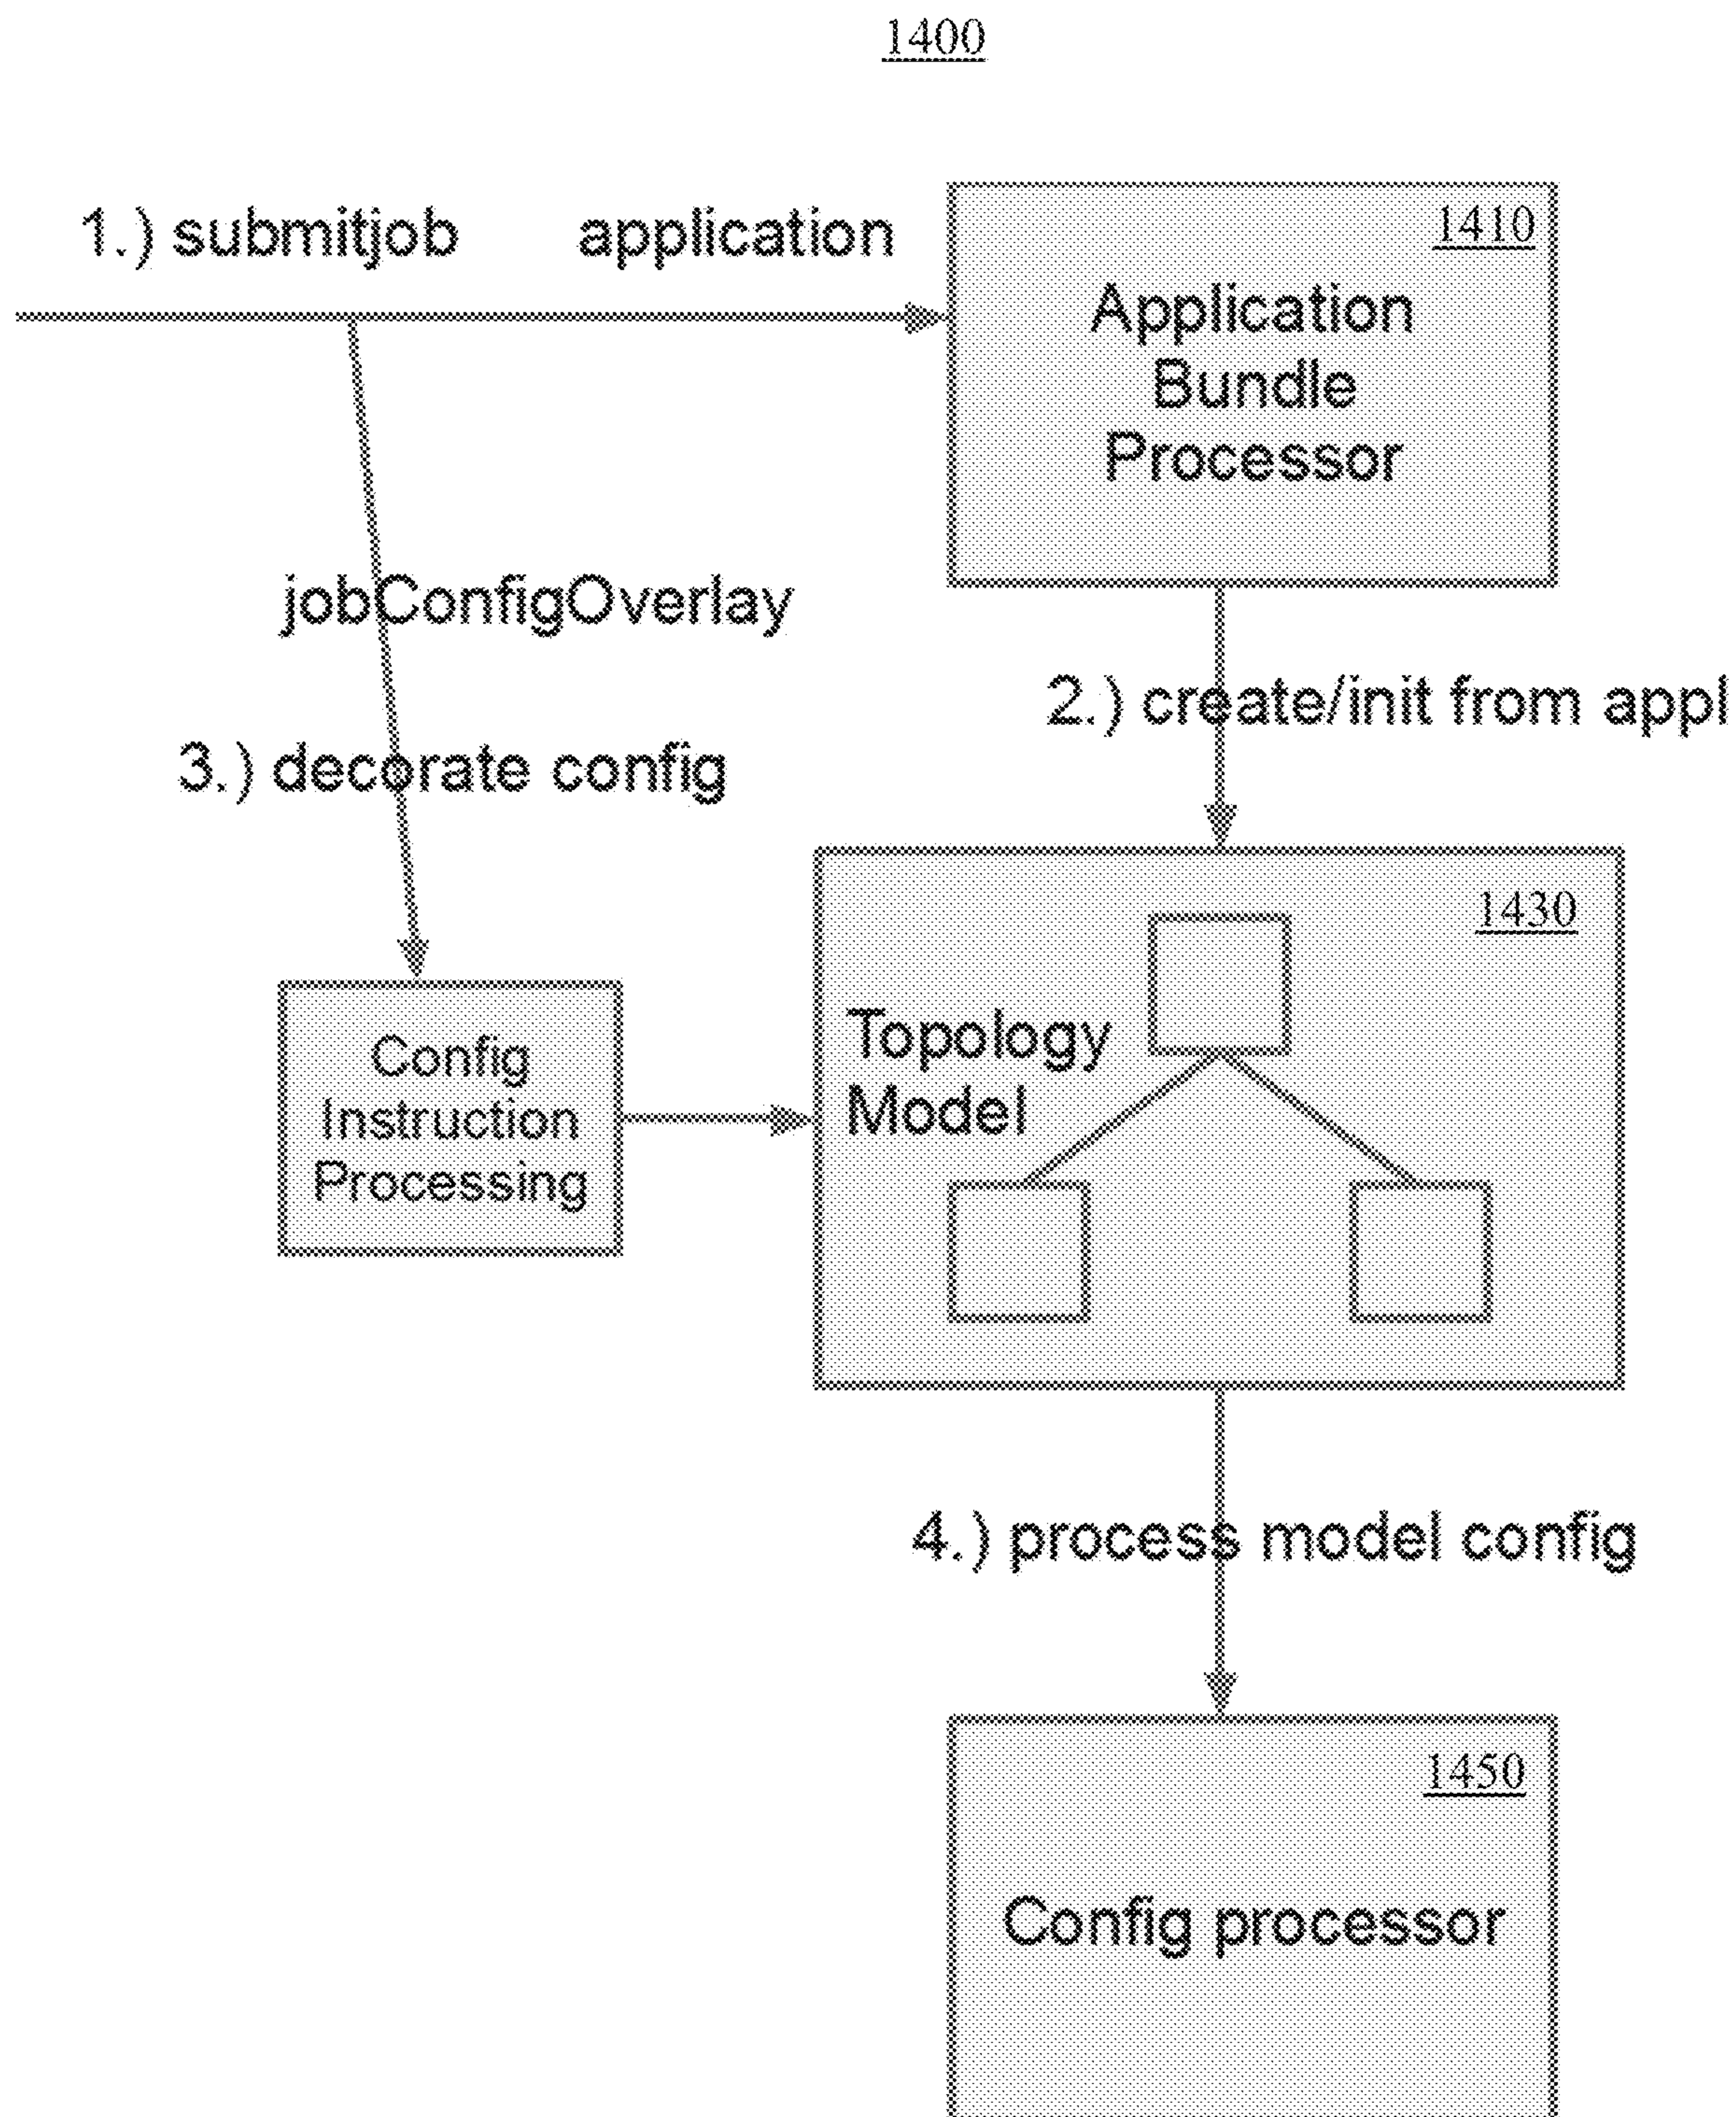 1400
1.) submitjob application
1410
Application
Bundle
Processor
jobConfigOverlay
2.) create/init from appl
3.) decorate config
1430
Topology
Model
Config
Instruction
Processing
4.) process model config
1450
Config processor